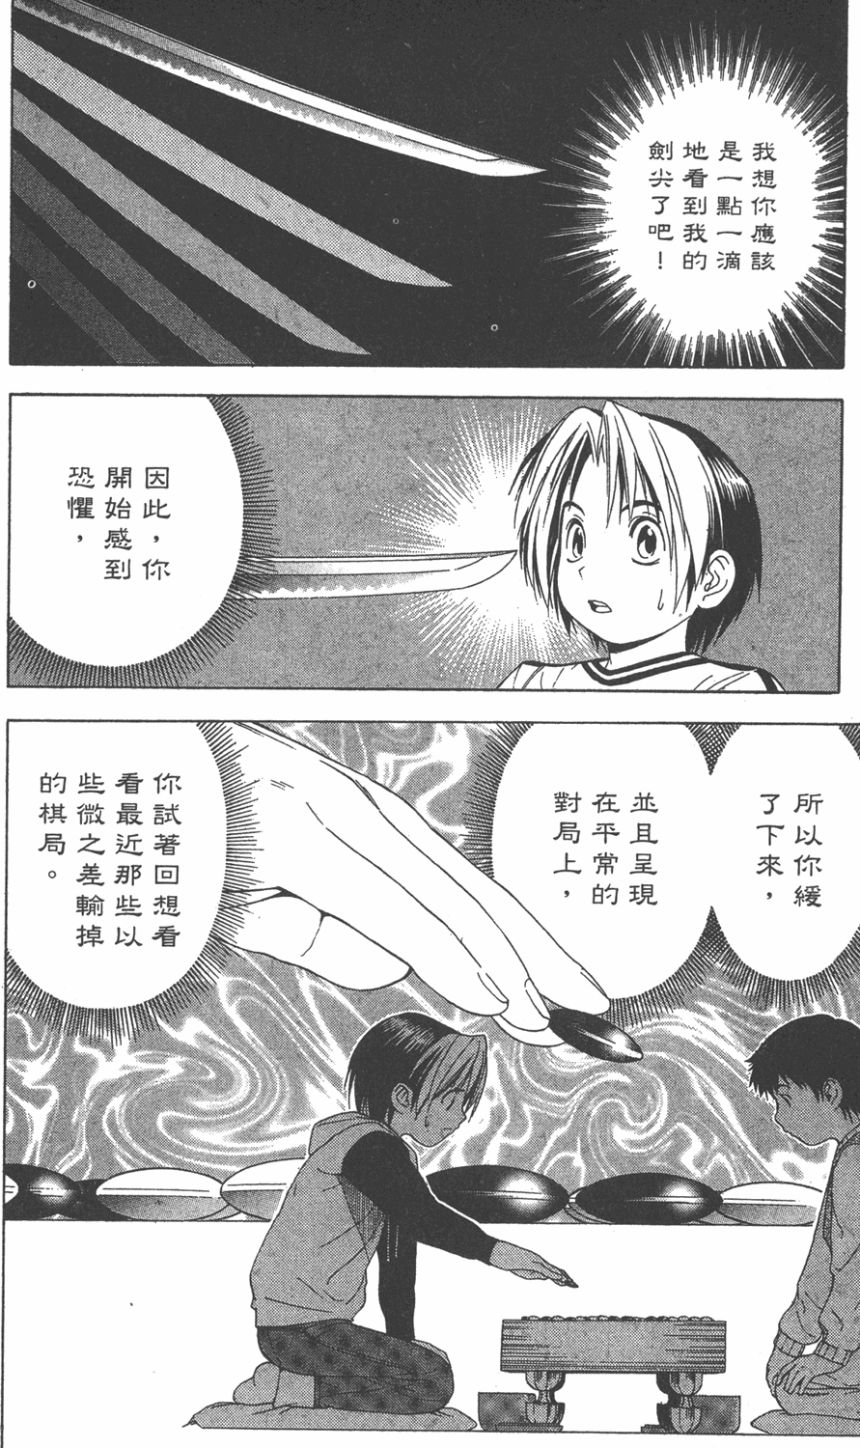 我想你應該
是一點一滴
地看到我的
劍尖了吧！
因此，你
開始感到
恐懼，
所以你緩
了下來，
並且呈現
在平常的
對局上，
你試著回想看
看最近那些以
些微之差輸掉
的棋局。